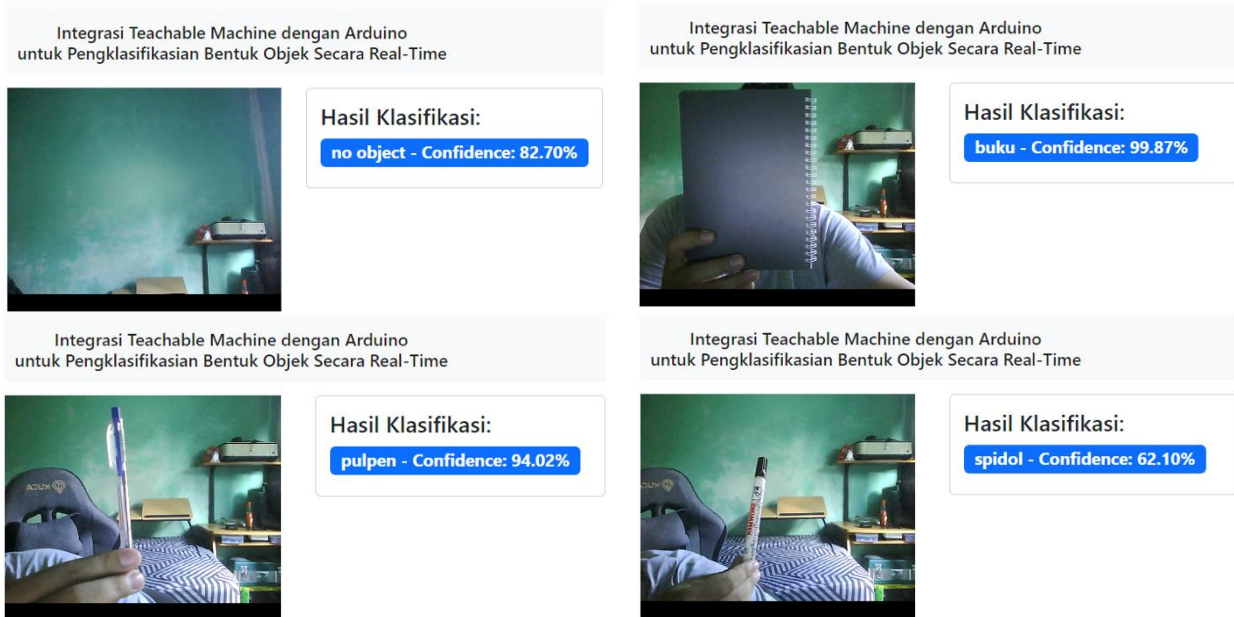 Integrasi Teachable Machine dengan Arduino
untuk Pengklasifikasian Bentuk Objek Secara Real-Time
Hasil Klasifikasi:
no object - Confidence: 82.70%
Integrasi Teachable Machine dengan Arduino
untuk Pengklasifikasian Bentuk Objek Secara Real-Time
Hasil Klasifikasi:
buku - Confidence: 99.87%
Integrasi Teachable Machine dengan Arduino
untuk Pengklasifikasian Bentuk Objek Secara Real-Time
Hasil Klasifikasi:
pulpen - Confidence: 94.02%
Integrasi Teachable Machine dengan Arduino
untuk Pengklasifikasian Bentuk Objek Secara Real-Time
Hasil Klasifikasi:
spidol - Confidence: 62.10%